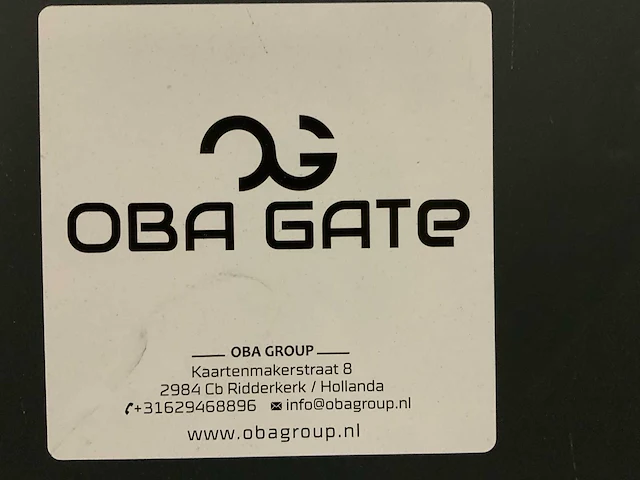 OG
OBA GATe
OBA GROUP
Kaartenmakerstraat 8
2984 Cb Ridderkerk / Hollanda
+31629468896 info@obagroup.nl
www.obagroup.nl